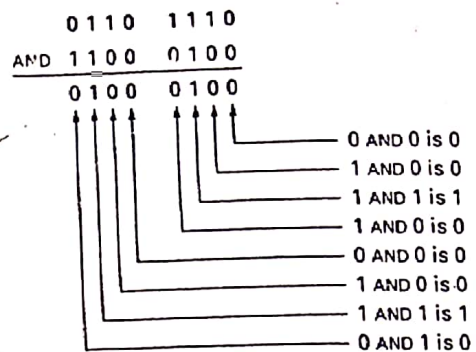 0110 1110
AND 1100 0100
0100 0100
0 AND 0 is 0
1 AND 0 is 0
1 AND 1 is 1
1 AND 0 is 0
0 AND 0 is 0
1 AND 0 is 0
1 AND 1 is 1
0 AND 1 is 0